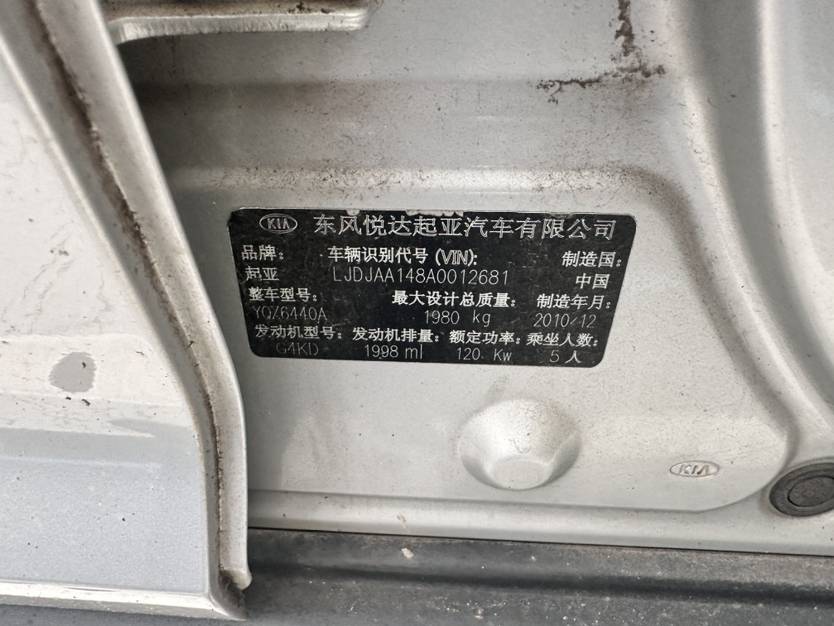 KIA 东风悦达起亚汽车有限公司
品牌: 车辆识别代号(VIN): 制造国:
起亚 LJDJAA148A0012681 中国
整车型号: 最大设计总质量: 制造年月:
YQZ6440A 1980 kg 2010/12
发动机型号: 发动机排量: 额定功率: 乘坐人数:
G4KD 1998 ml 120 Kw 5 人
KIA